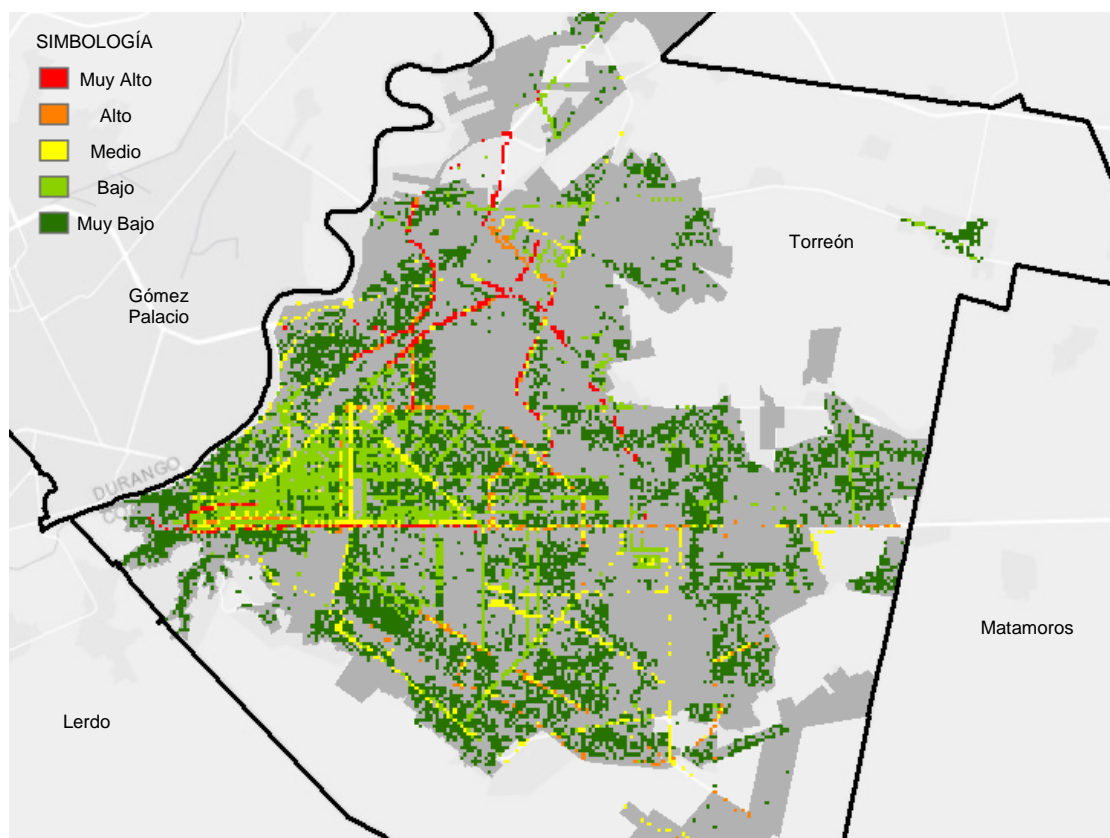 SIMBOLOGÍA
Muy Alto
Alto
Medio
Bajo
Muy Bajo
Torreón
Gómez
Palacio
DURANGO
Matamoros
Lerdo